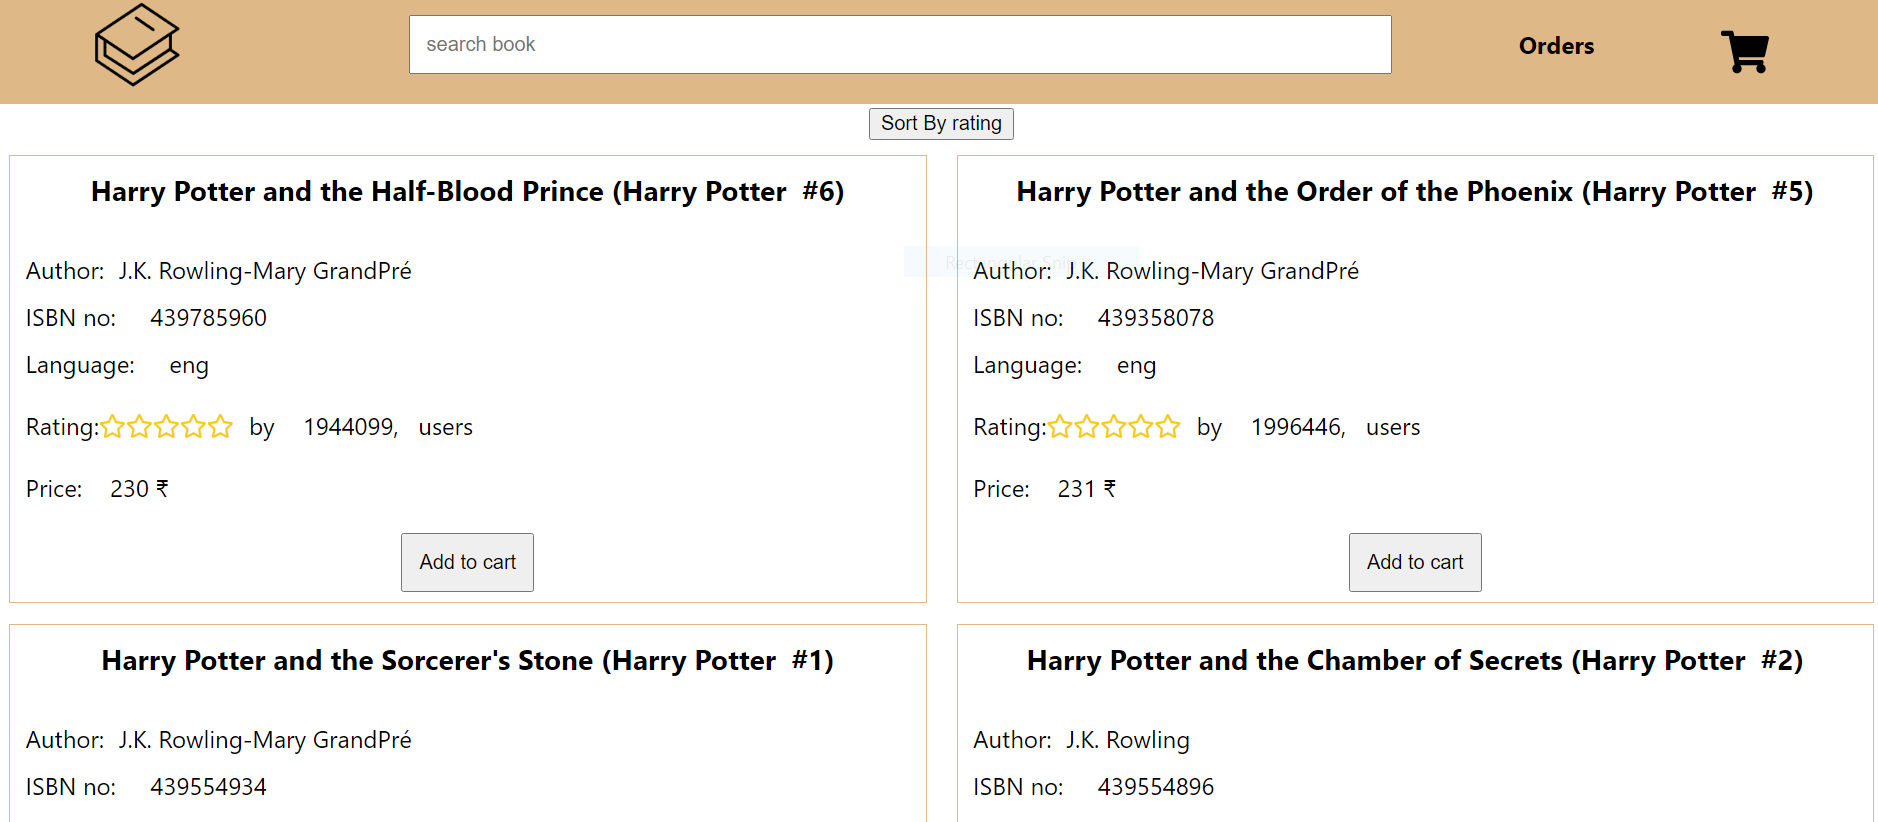 search book
Orders
Sort By rating
Harry Potter and the Half-Blood Prince (Harry Potter  #6)
Author:  J.K. Rowling-Mary GrandPré
ISBN no:  439785960
Language:  eng
Rating: by 1944099, users
Price:  230 ₹
Add to cart
Harry Potter and the Order of the Phoenix (Harry Potter  #5)
Rectangular Snip
Author:  J.K. Rowling-Mary GrandPré
ISBN no:  439358078
Language:  eng
Rating: by 1996446, users
Price:  231 ₹
Add to cart
Harry Potter and the Sorcerer's Stone (Harry Potter  #1)
Author:  J.K. Rowling-Mary GrandPré
ISBN no:  439554934
Harry Potter and the Chamber of Secrets (Harry Potter  #2)
Author:  J.K. Rowling
ISBN no:  439554896